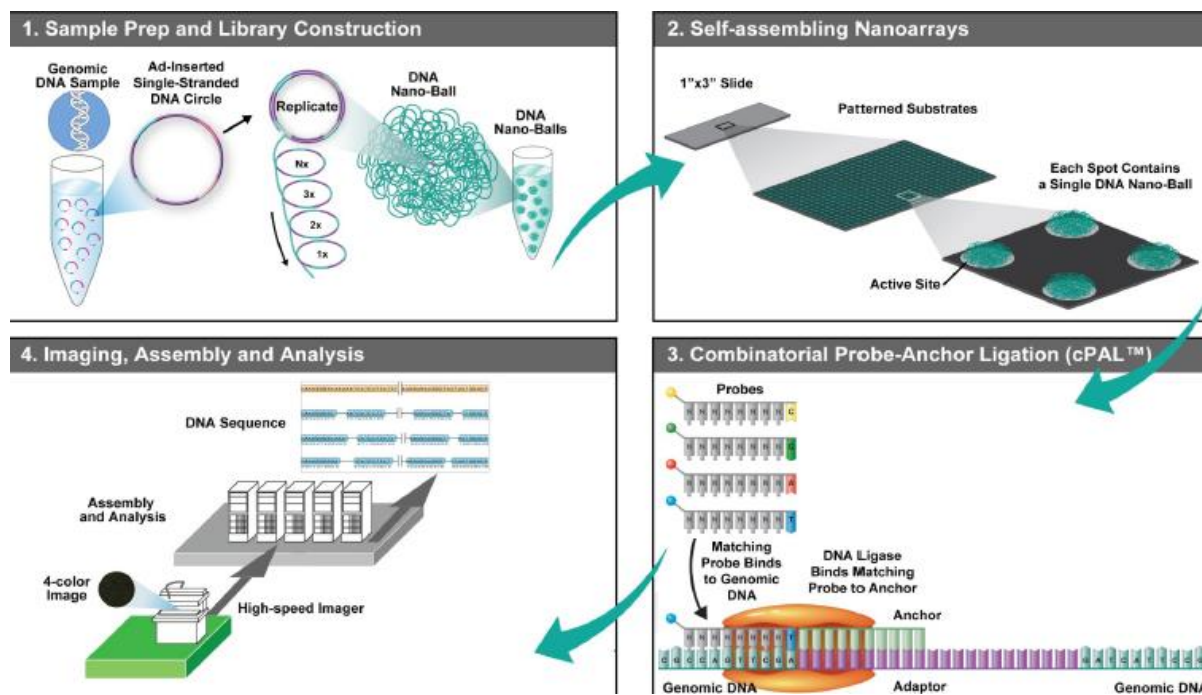 1. Sample Prep and Library Construction
Genomic
DNA Sample
Ad-Inserted
Single-Stranded
DNA Circle
Replicate
Nx
3x
2x
1x
DNA
Nano-Ball
DNA
Nano-Balls
2. Self-assembling Nanoarrays
1"x3" Slide
Patterned Substrates
Each Spot Contains
a Single DNA Nano-Ball
Active Site
4. Imaging, Assembly and Analysis
DNA Sequence
Assembly
and Analysis
4-color
Image
High-speed Imager
3. Combinatorial Probe-Anchor Ligation (cPAL™)
Probes
N N N N N N N N C
N N N N N N N N G
N N N N N N N N A
N N N N N N N N T
Matching
Probe Binds
to Genomic
DNA
DNA Ligase
Binds Matching
Probe to Anchor
Anchor
N N N N N N N N T
C G C C A G T T C G A
G A T C A T T C C G
Genomic DNA
Adaptor
Genomic DNA